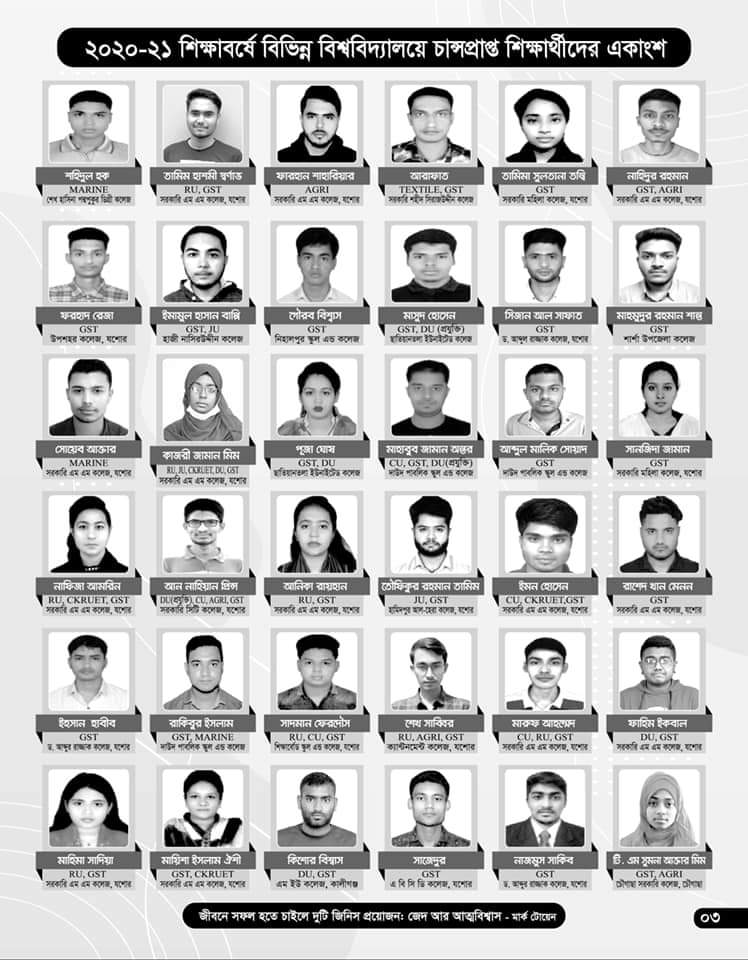 ২০২০-২১ শিক্ষাবর্ষে বিভিন্ন বিশ্ববিদ্যালয়ে চান্সপ্রাপ্ত শিক্ষার্থীদের একাংশ
শহিদুল হক
MARINE
শেখ হাসিনা পদ্মপুকুর ডিগ্রী কলেজ
তামিম হাশমী স্বর্ণাভ
RU, GST
সরকারি এম এম কলেজ, যশোর
ফারহান শাহারিয়ার
AGRI
সরকারি এম এম কলেজ, যশোর
আরাফাত
TEXTILE, GST
সরকারি শহীদ সিরাজউদ্দীন কলেজ
তামিমা সুলতানা তন্বি
GST
সরকারি মহিলা কলেজ, যশোর
নাহিদুর রহমান
GST, AGRI
সরকারি এম এম কলেজ, যশোর
ফরহাদ রেজা
GST
উপশহর কলেজ, যশোর
ইমামুল হাসান বাপ্পি
GST, JU
হাজী নাসিরউদ্দীন কলেজ
সৌরব বিশ্বাস
GST
নিহালপুর স্কুল এন্ড কলেজ
মাসুদ হোসেন
GST, DU (প্রযুক্তি)
ছাতিয়ানতলা ইউনাইটেড কলেজ
সিজান আল সাফাত
GST
ড. আব্দুর রাজ্জাক কলেজ, যশোর
মাহমুদুর রহমান শান্ত
GST
শার্শা উপজেলা কলেজ
সোয়েব আক্তার
MARINE
সরকারি এম এম কলেজ, যশোর
কাজরী জামান মিম
RU, JU, CKRUET, DU, GST
সরকারি এম এম কলেজ, যশোর
পূজা ঘোষ
GST, DU
ছাতিয়ানতলা ইউনাইটেড কলেজ
মাহাবুব জামান অন্তর
CU, GST, DU(প্রযুক্তি)
দাউদ পাবলিক স্কুল এন্ড কলেজ
আব্দুল মালিক সোয়াদ
GST
দাউদ পাবলিক স্কুল এন্ড কলেজ
সানজিদা জামান
GST
সরকারি মহিলা কলেজ, যশোর
নাফিজা আমরিন
RU, CKRUET, GST
সরকারি এম এম কলেজ, যশোর
আন নাহিয়ান প্রিন্স
DU(প্রযুক্তি), CU, AGRI, GST
সরকারি সিটি কলেজ, যশোর
আনিকা রায়হান
RU, GST
সরকারি এম এম কলেজ, যশোর
তৌফিকুর রহমান তামিম
JU, GST
হামিদপুর আল-হেরা কলেজ, যশোর
ইমন হোসেন
CU, CKRUET,GST
সরকারি এম এম কলেজ, যশোর
রাশেদ খান মেনন
GST
সরকারি এম এম কলেজ, যশোর
ইহসান হাবীব
GST
ড. আব্দুর রাজ্জাক কলেজ, যশোর
রাকিবুর ইসলাম
GST, MARINE
দাউদ পাবলিক স্কুল এন্ড কলেজ
সাদমান ফেরদৌস
RU, CU, GST
শিক্ষাবোর্ড স্কুল এন্ড কলেজ, যশোর
শেখ সাব্বির
RU, AGRI, GST
ক্যান্টনমেন্ট কলেজ, যশোর
মারুফ আহম্মেদ
CU, RU, GST
সরকারি এম এম কলেজ, যশোর
ফাহিম ইকবাল
DU, GST
সরকারি এম এম কলেজ, যশোর
মাহিমা সাদিয়া
RU, GST
সরকারি এম এম কলেজ, যশোর
মায়িশা ইসলাম ঐশী
GST, CKRUET
সরকারি এম এম কলেজ, যশোর
কিশোর বিশ্বাস
DU, GST
এম ইউ কলেজ, কালীগঞ্জ
সাজেদুর
GST
এ বি সি ডি কলেজ, যশোর
নাজমুস সাকিব
GST
ড. আব্দুর রাজ্জাক কলেজ, যশোর
টি. এম সুমনা আক্তার মিম
GST, AGRI
চৌগাছা সরকারি কলেজ, চৌগাছা
জীবনে সফল হতে চাইলে দুটি জিনিস প্রয়োজন: জেদ আর আত্মবিশ্বাস - মার্ক টোয়েন
০৩